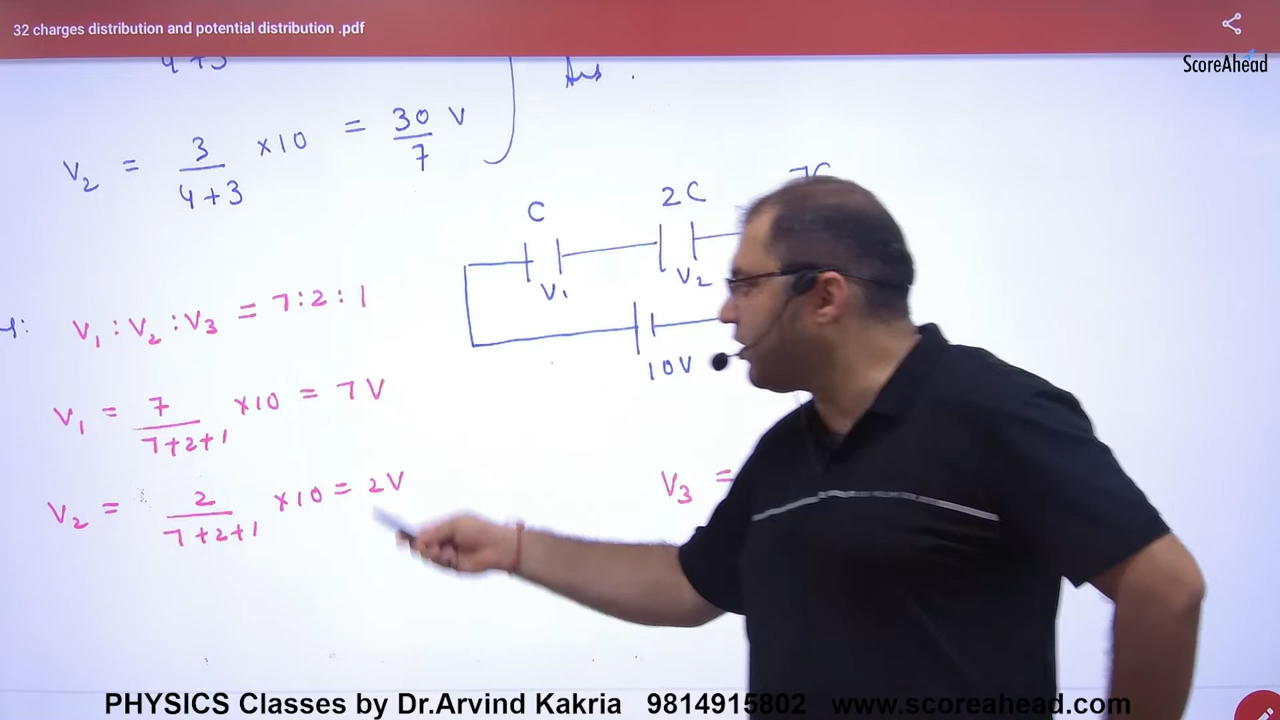 32 charges distribution and potential distribution .pdf
ScoreAhead
4+3
Ans.
V₂ = 3/(4+3) ×10 = 30/7 V
C
2C
7C
V₁
V₂
10V
V₁ : V₂ : V₃ = 7 : 2 : 1
V₁ = 7/(7+2+1) ×10 = 7V
V₂ = 2/(7+2+1) ×10 = 2V
V₃ =
PHYSICS Classes by Dr.Arvind Kakria 9814915802 www.scoreahead.com